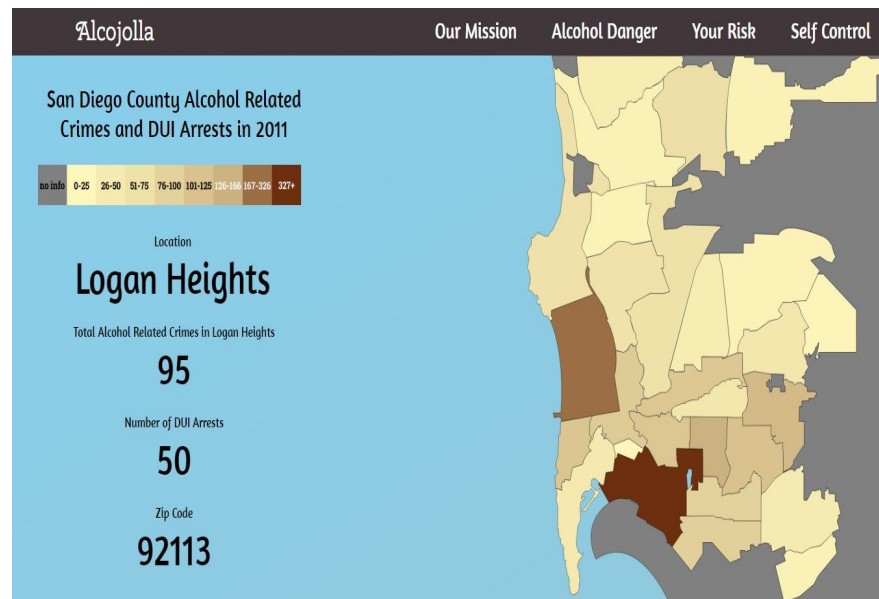 Alcojolla
Our Mission
Alcohol Danger
Your Risk
Self Control
San Diego County Alcohol Related
Crimes and DUI Arrests in 2011
no info 0-25 26-50 51-75 76-100 101-125 126-166 167-326 327+
Location
Logan Heights
Total Alcohol Related Crimes in Logan Heights
95
Number of DUI Arrests
50
Zip Code
92113